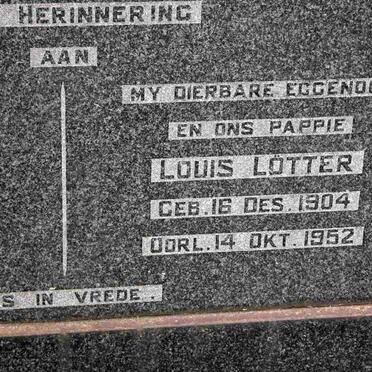 HERINNERING
AAN
MY DIERBARE EGGENO
EN ONS PAPPIE
LOUIS LÖTTER
GEB. 16 DES. 1904
OORL. 14 OKT. 1952
S IN VREDE.